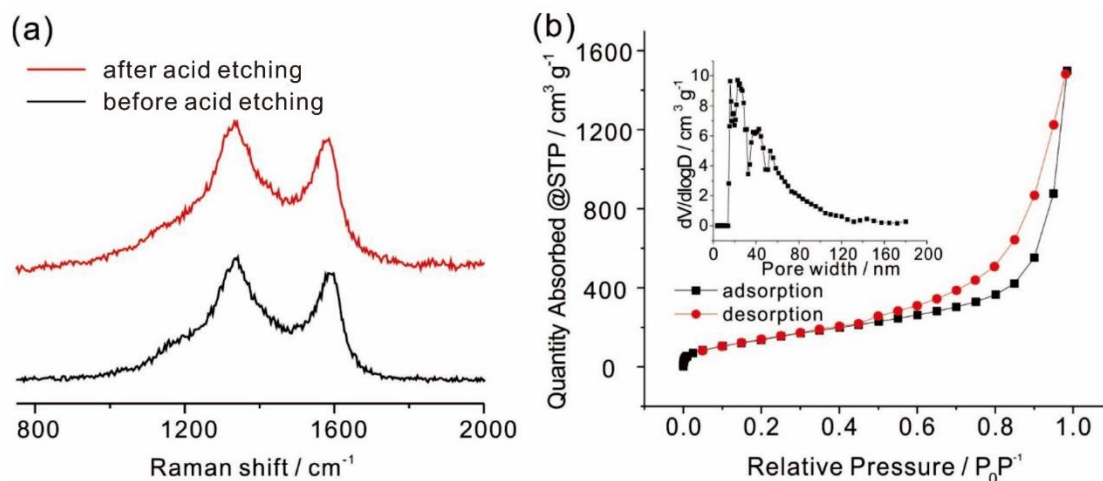 (a)
after acid etching
before acid etching
800 1200 1600 2000
Raman shift / cm⁻¹
(b)
Quantity Absorbed @STP / cm³ g⁻¹
1600
1200
800
400
0
0.0 0.2 0.4 0.6 0.8 1.0
Relative Pressure / P₀P⁻¹
dV/dlogD / cm³ g⁻¹
10
8
6
4
2
0
0 40 80 120 160 200
Pore width / nm
adsorption
desorption